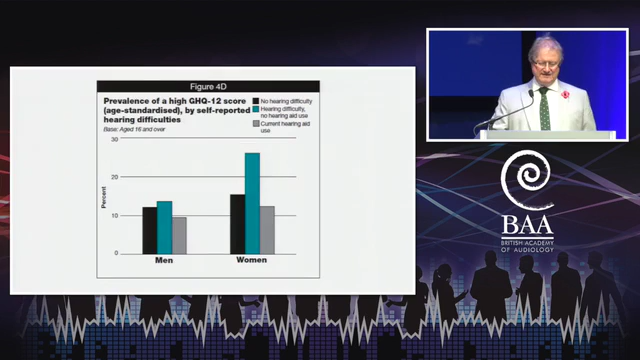 Figure 4D
Prevalence of a high GHQ-12 score
(age-standardised), by self-reported
hearing difficulties
Base: Aged 16 and over
No hearing difficulty
Hearing difficulty,
no hearing aid use
Current hearing aid
use
30
20
10
0
Percent
Men
Women
BAA
BRITISH ACADEMY
OF AUDIOLOGY